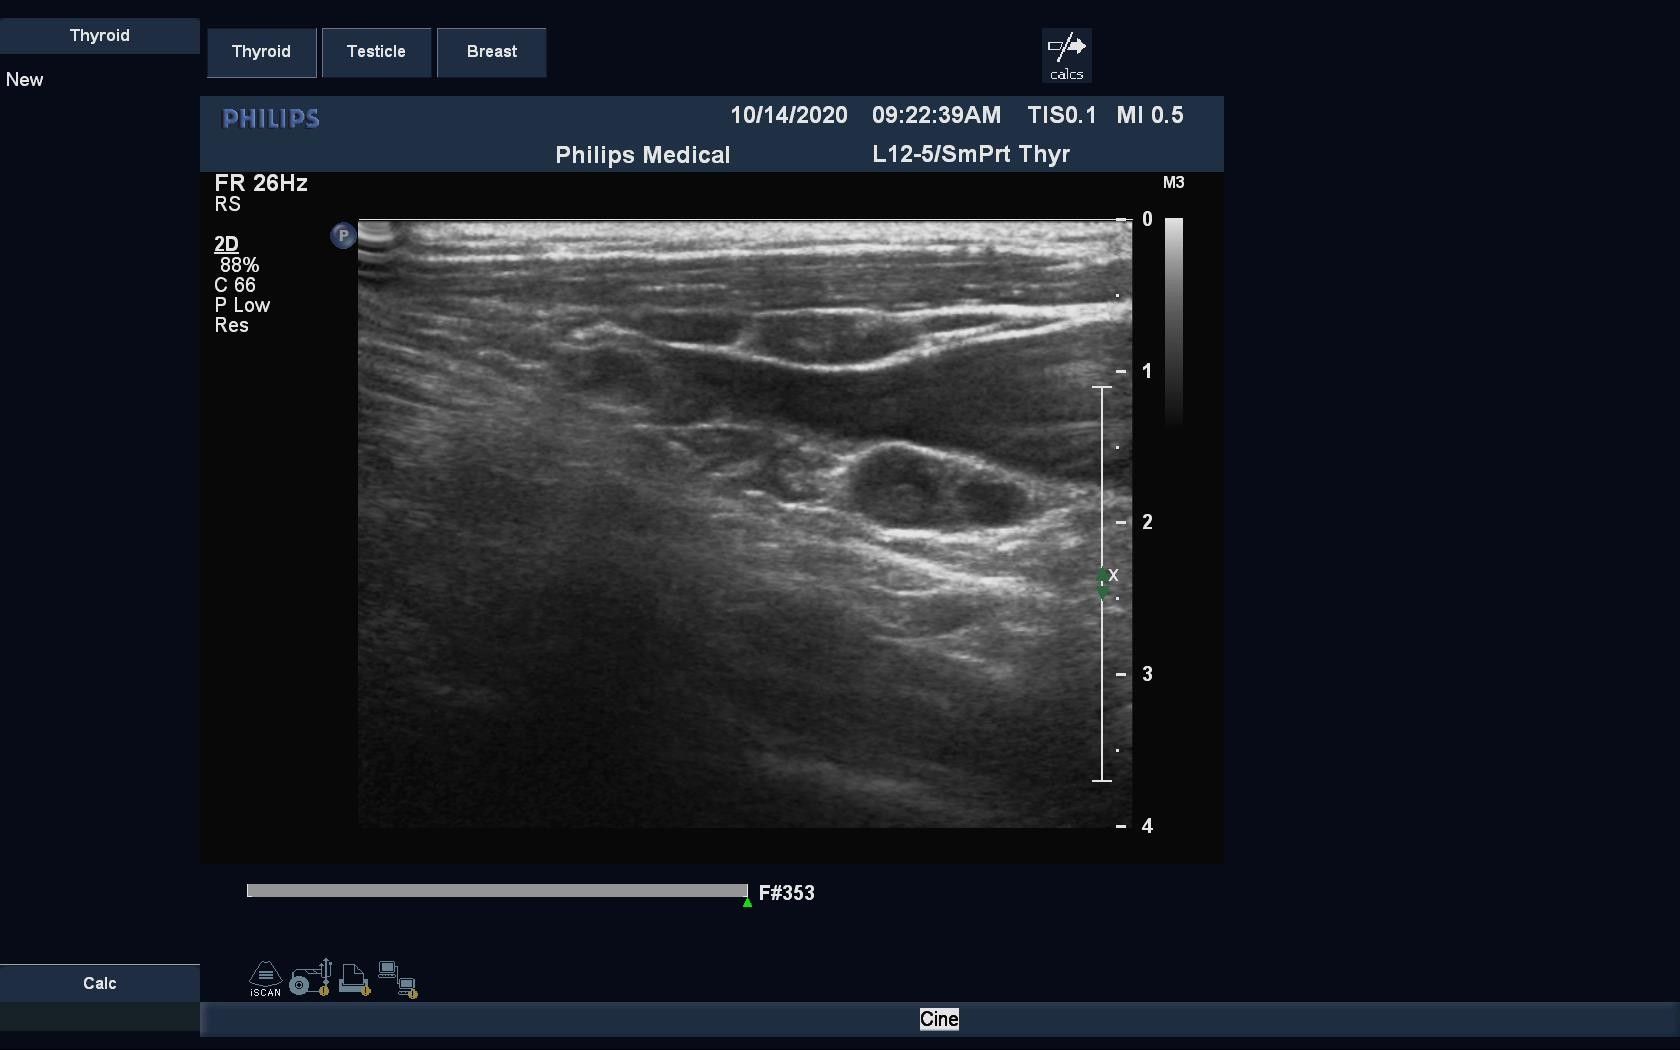 Thyroid
New
Thyroid
Testicle
Breast
calcs
PHILIPS
10/14/2020 09:22:39AM TIS0.1 MI 0.5
Philips Medical L12-5/SmPrt Thyr
FR 26Hz
RS
M3
2D
88%
C 66
P Low
Res
P
0
1
2
X
3
4
F#353
iSCAN
Calc
Cine